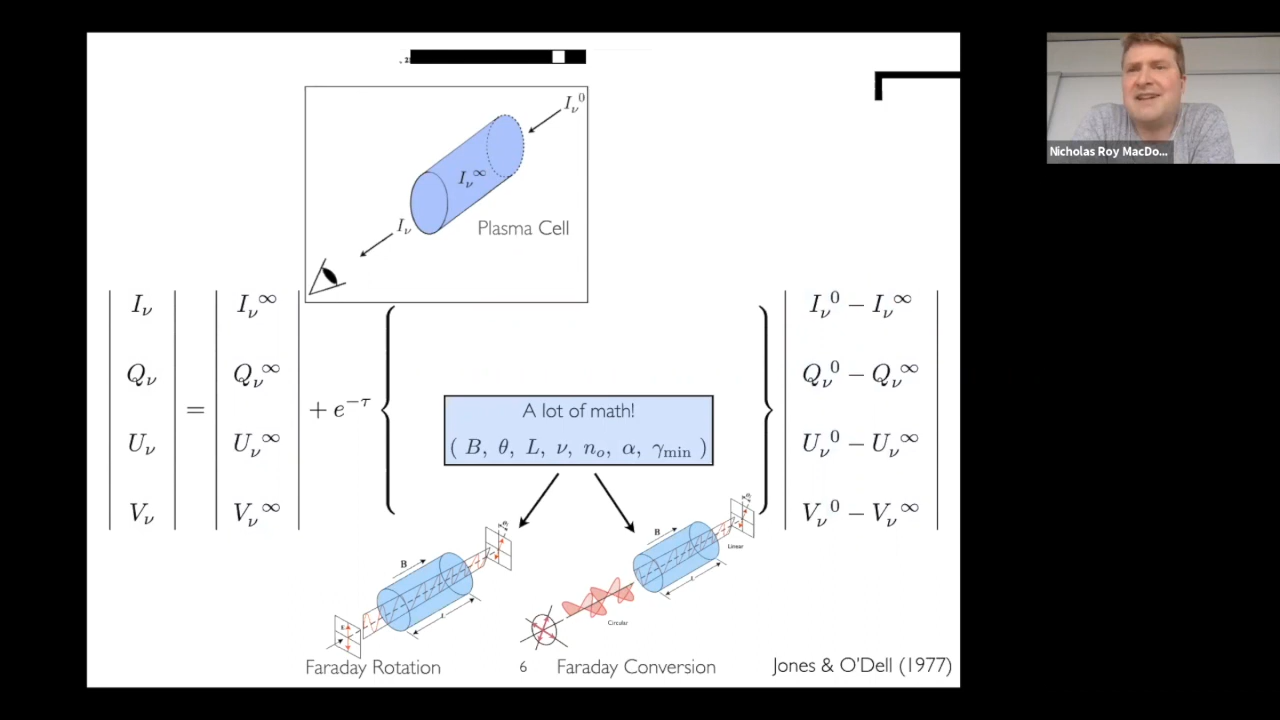 I_ν^0
I_ν^∞
I_ν
Plasma Cell
I_ν
Q_ν
U_ν
V_ν
=
I_ν^∞
Q_ν^∞
U_ν^∞
V_ν^∞
+ e^{-τ}
A lot of math!
( B, θ, L, ν, n_o, α, γ_min )
I_ν^0 − I_ν^∞
Q_ν^0 − Q_ν^∞
U_ν^0 − U_ν^∞
V_ν^0 − V_ν^∞
B
B
Linear
Circular
Faraday Rotation
6
Faraday Conversion
Jones & O'Dell (1977)
Nicholas Roy MacDo...